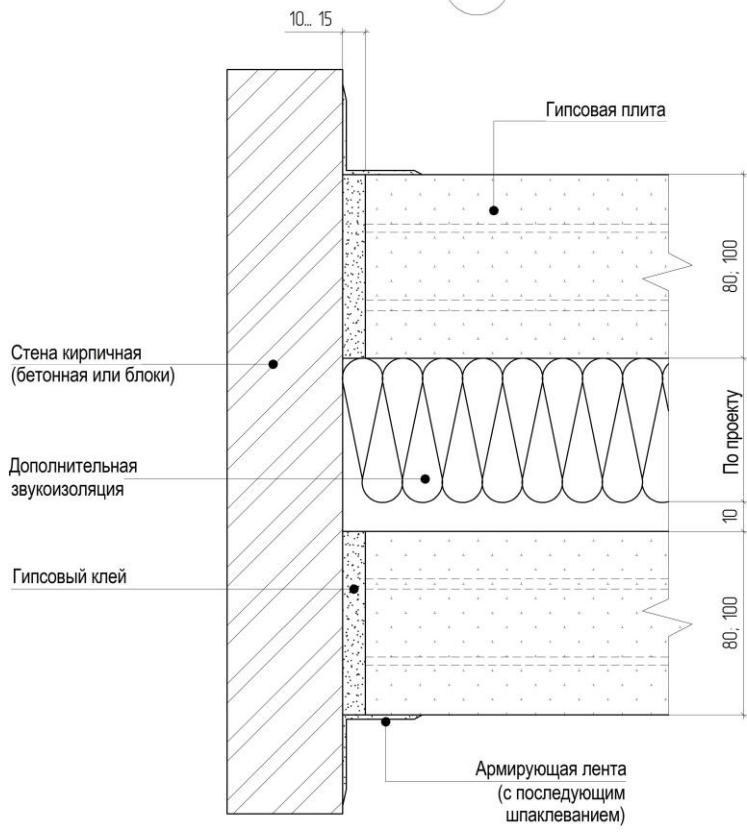 10... 15
Гипсовая плита
80; 100
Стена кирпичная
(бетонная или блоки)
По проекту
Дополнительная
звукоизоляция
10
Гипсовый клей
80; 100
Армирующая лента
(с последующим
шпаклеванием)